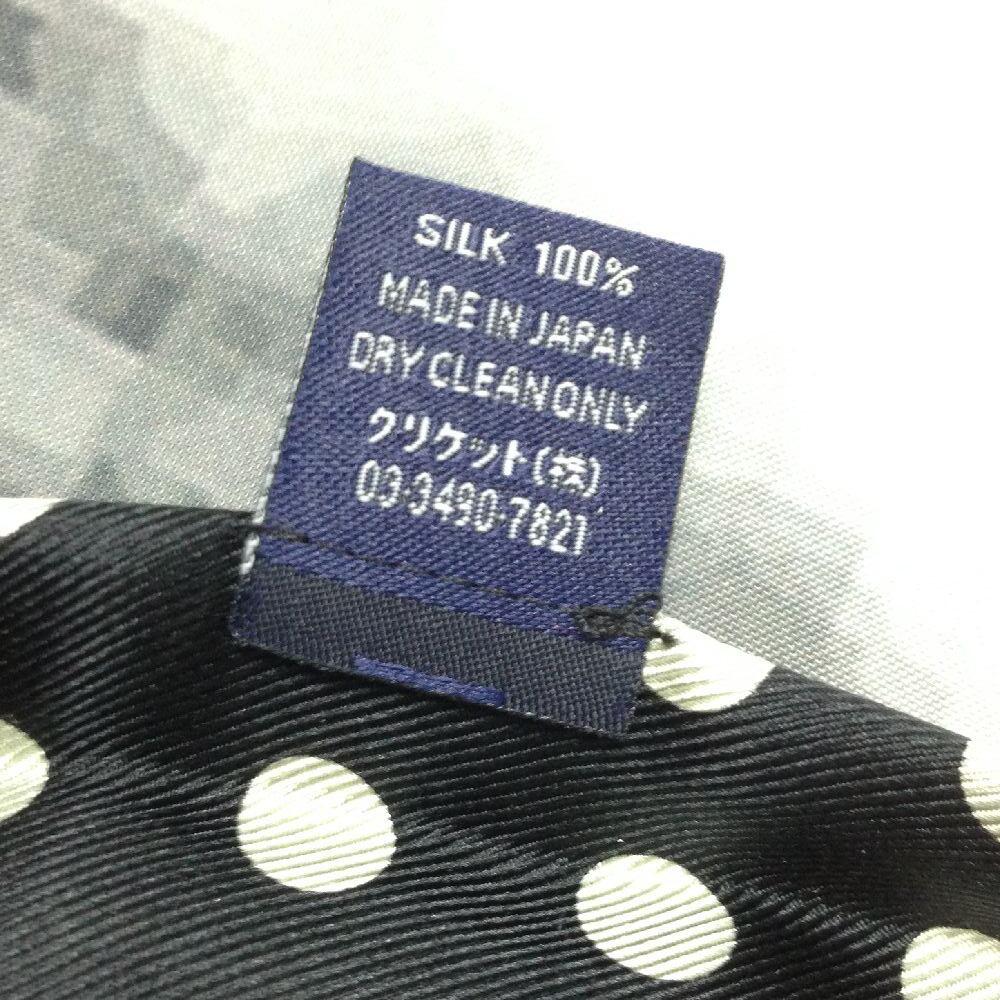 SILK 100%
MADE IN JAPAN
DRY CLEAN ONLY
クリケット(株)
03-3490-7821